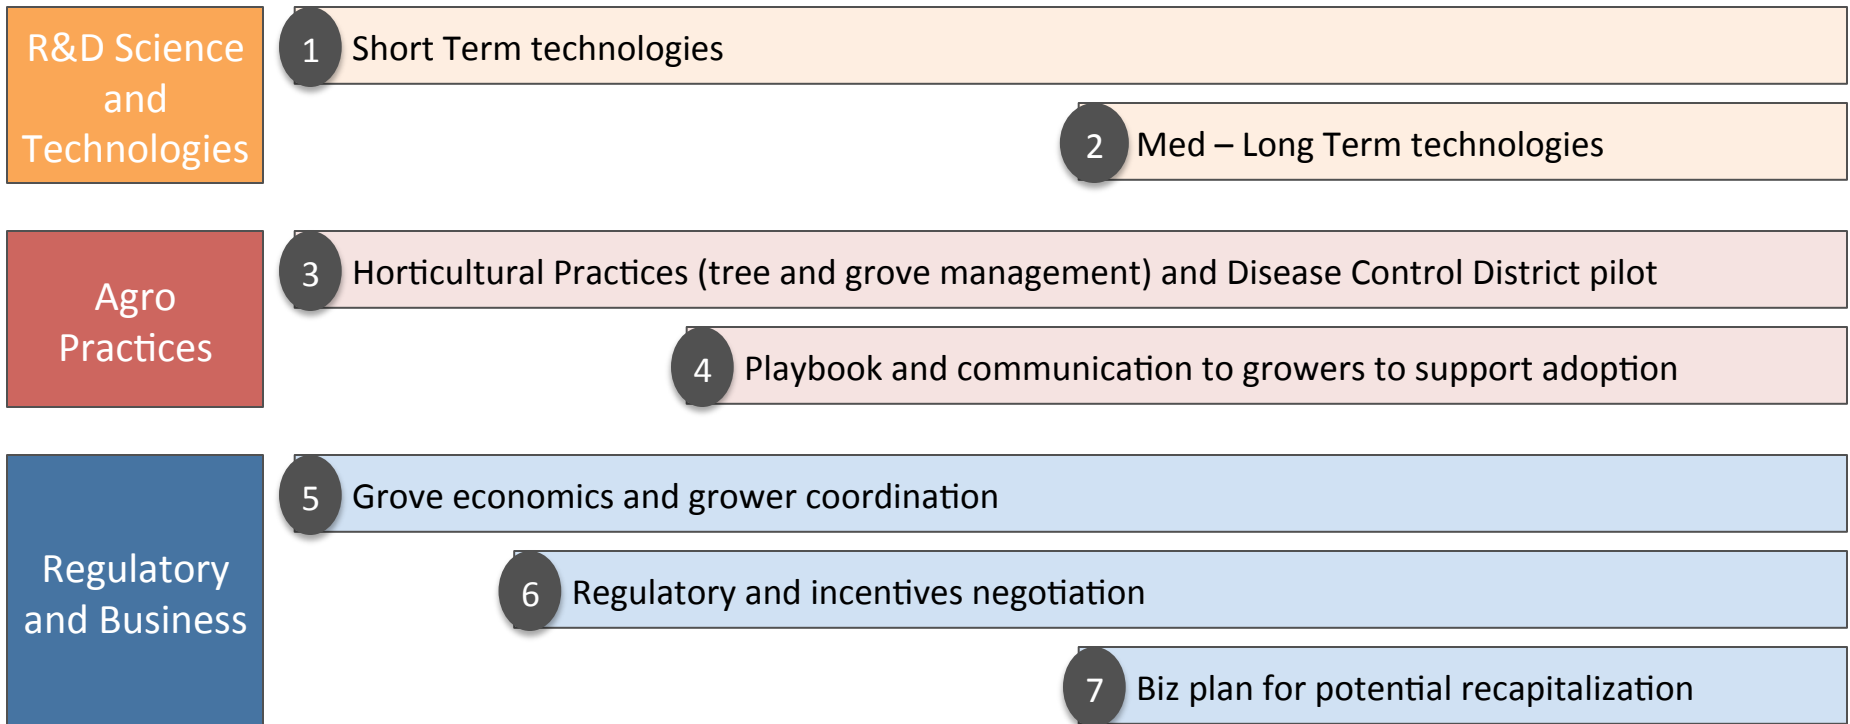 R&D Science
and
Technologies
1 Short Term technologies
2 Med – Long Term technologies
Agro
Practices
3 Horticultural Practices (tree and grove management) and Disease Control District pilot
4 Playbook and communication to growers to support adoption
Regulatory
and Business
5 Grove economics and grower coordination
6 Regulatory and incentives negotiation
7 Biz plan for potential recapitalization